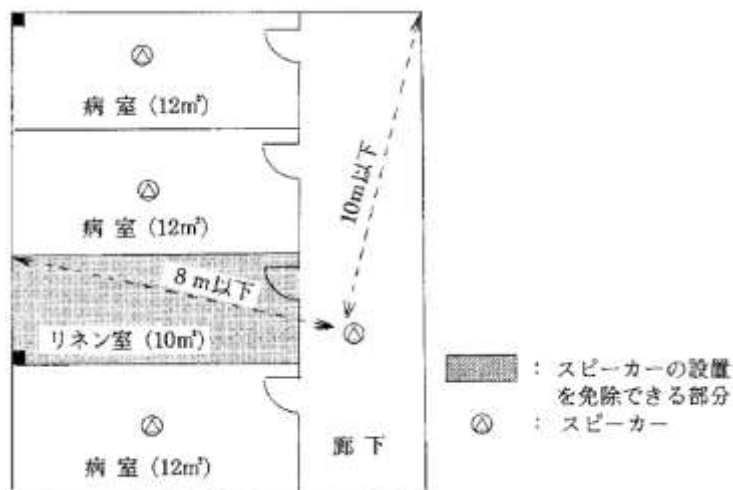 病 室 (12㎡)
10m以下
病 室 (12㎡)
8 m以下
リネン室 (10㎡)
: スピーカーの設置
を免除できる部分
: スピーカー
廊 下
病 室 (12㎡)